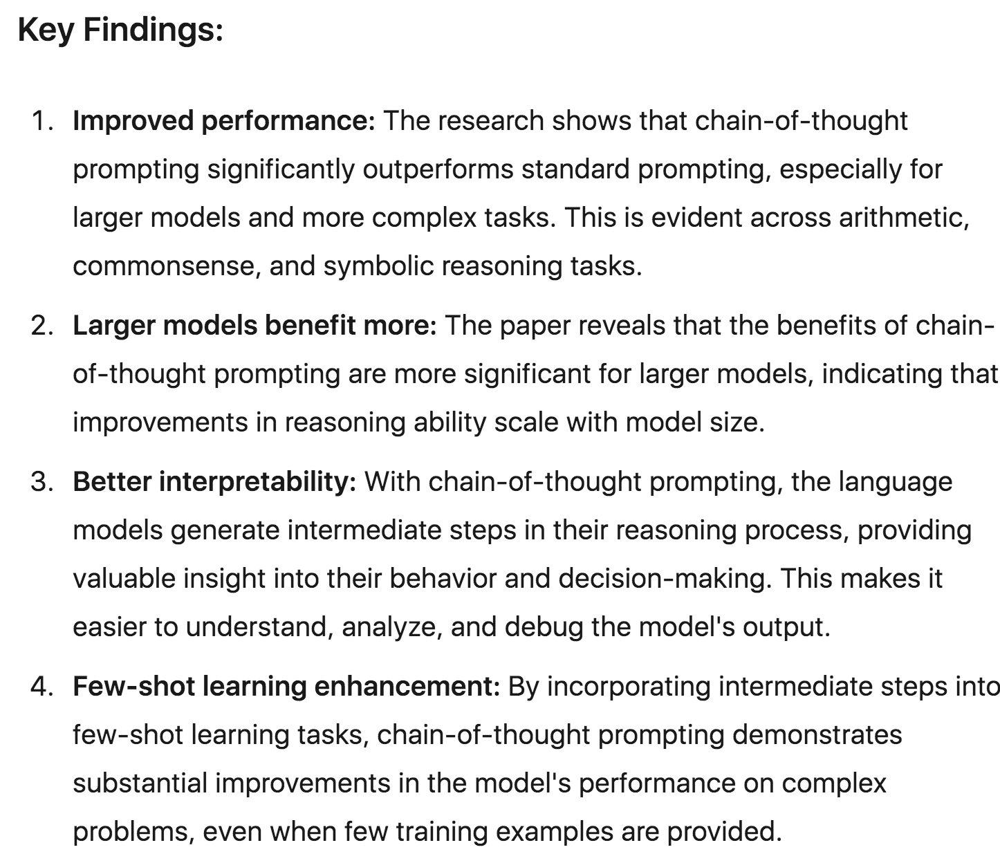 Key Findings:
1. Improved performance: The research shows that chain-of-thought
prompting significantly outperforms standard prompting, especially for
larger models and more complex tasks. This is evident across arithmetic,
commonsense, and symbolic reasoning tasks.
2. Larger models benefit more: The paper reveals that the benefits of chain-
of-thought prompting are more significant for larger models, indicating that
improvements in reasoning ability scale with model size.
3. Better interpretability: With chain-of-thought prompting, the language
models generate intermediate steps in their reasoning process, providing
valuable insight into their behavior and decision-making. This makes it
easier to understand, analyze, and debug the model's output.
4. Few-shot learning enhancement: By incorporating intermediate steps into
few-shot learning tasks, chain-of-thought prompting demonstrates
substantial improvements in the model's performance on complex
problems, even when few training examples are provided.